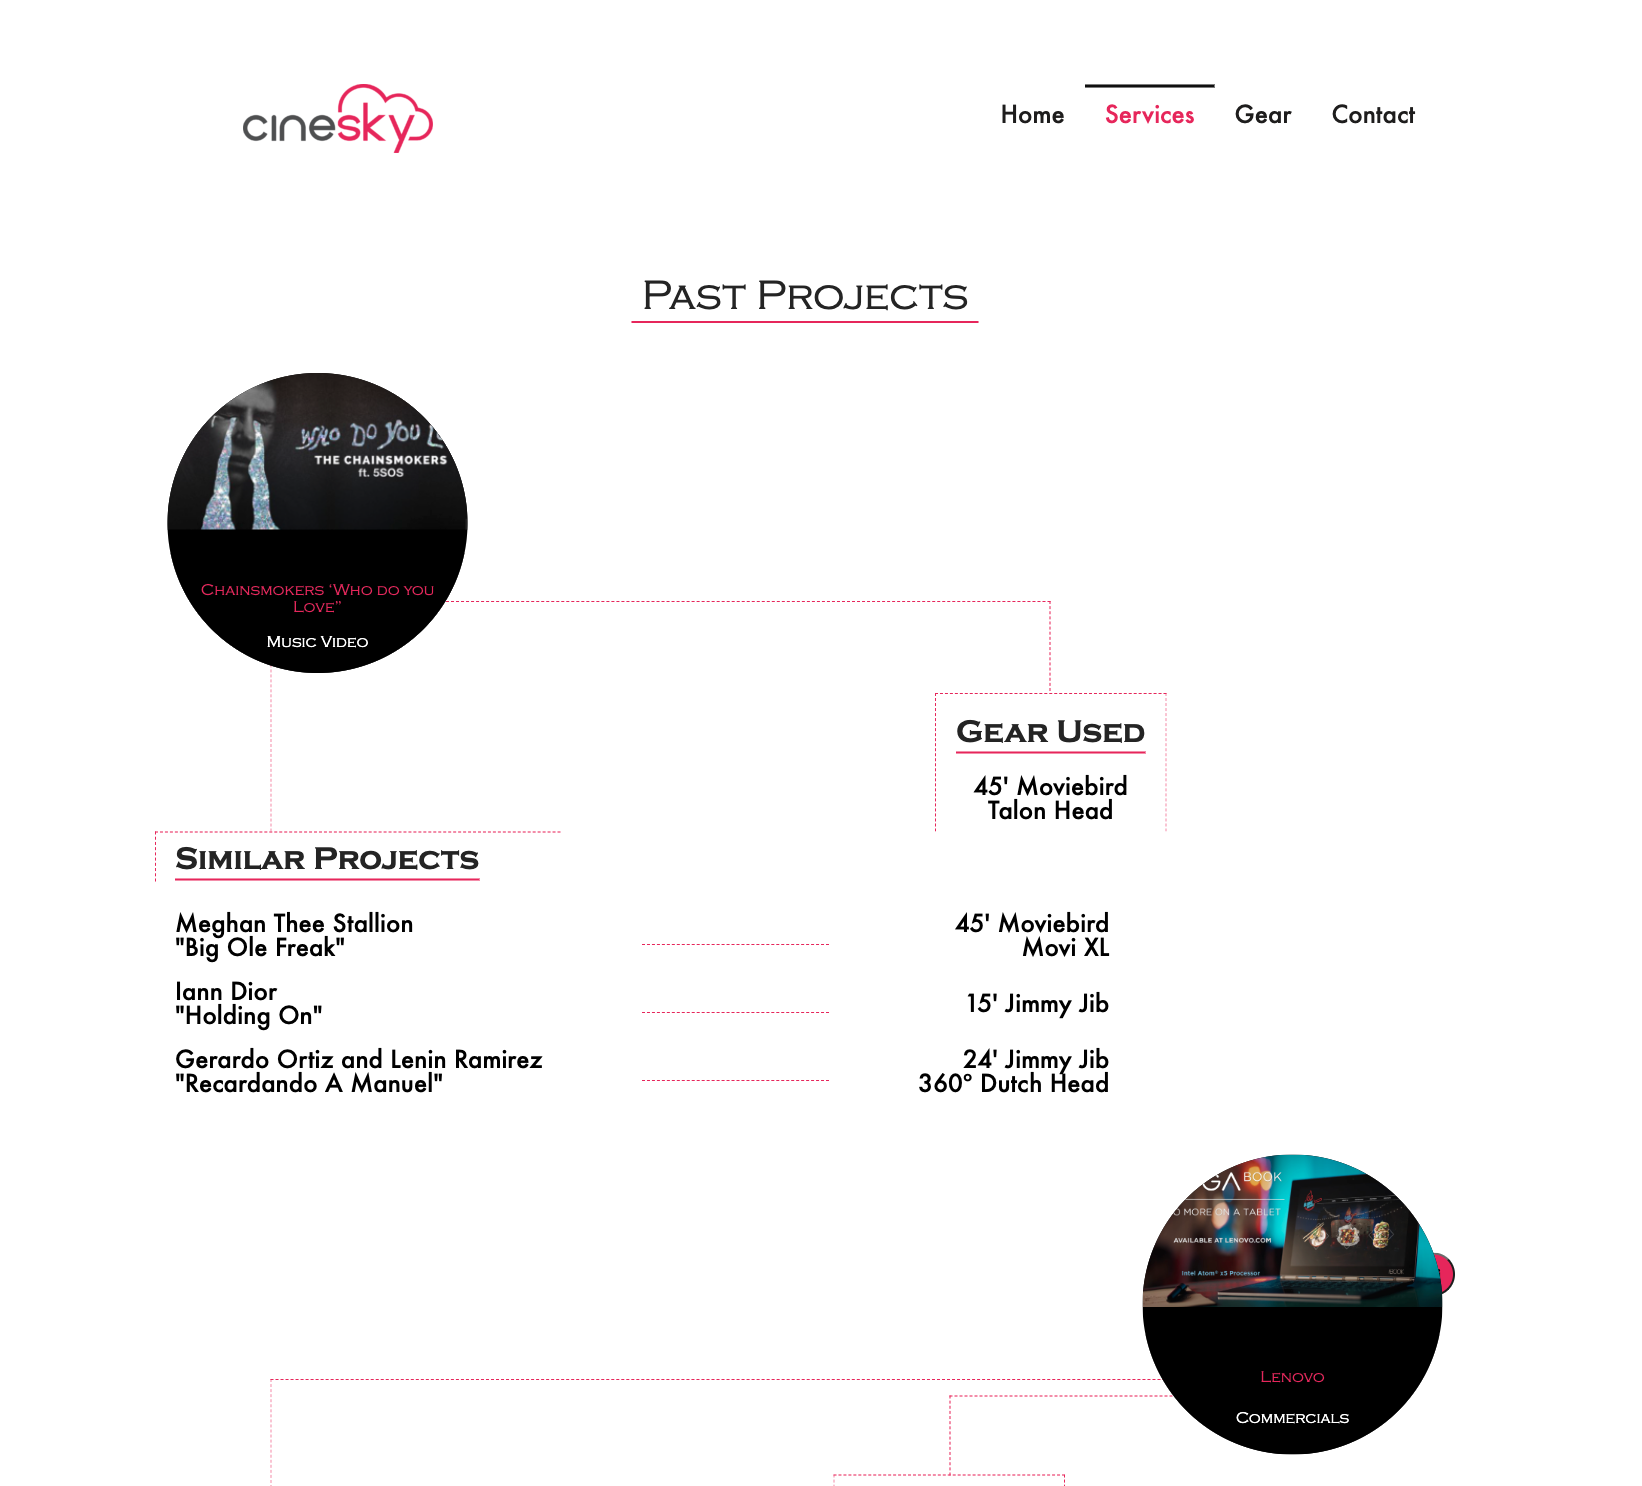 cinesky
Home Services Gear Contact
Past Projects
WHO DO YOU
THE CHAINSMOKERS
ft. 5SOS
Chainsmokers ‘Who do you
Love”
Music Video
Gear Used
45' Moviebird
Talon Head
Similar Projects
Meghan Thee Stallion
"Big Ole Freak"
45' Moviebird
Movi XL
Iann Dior
"Holding On"
15' Jimmy Jib
Gerardo Ortiz and Lenin Ramirez
"Recardando A Manuel"
24' Jimmy Jib
360° Dutch Head
GA BOOK
O MORE ON A TABLET
AVAILABLE AT LENOVO.COM
Intel Atom® x5 Processor
Lenovo
Commercials